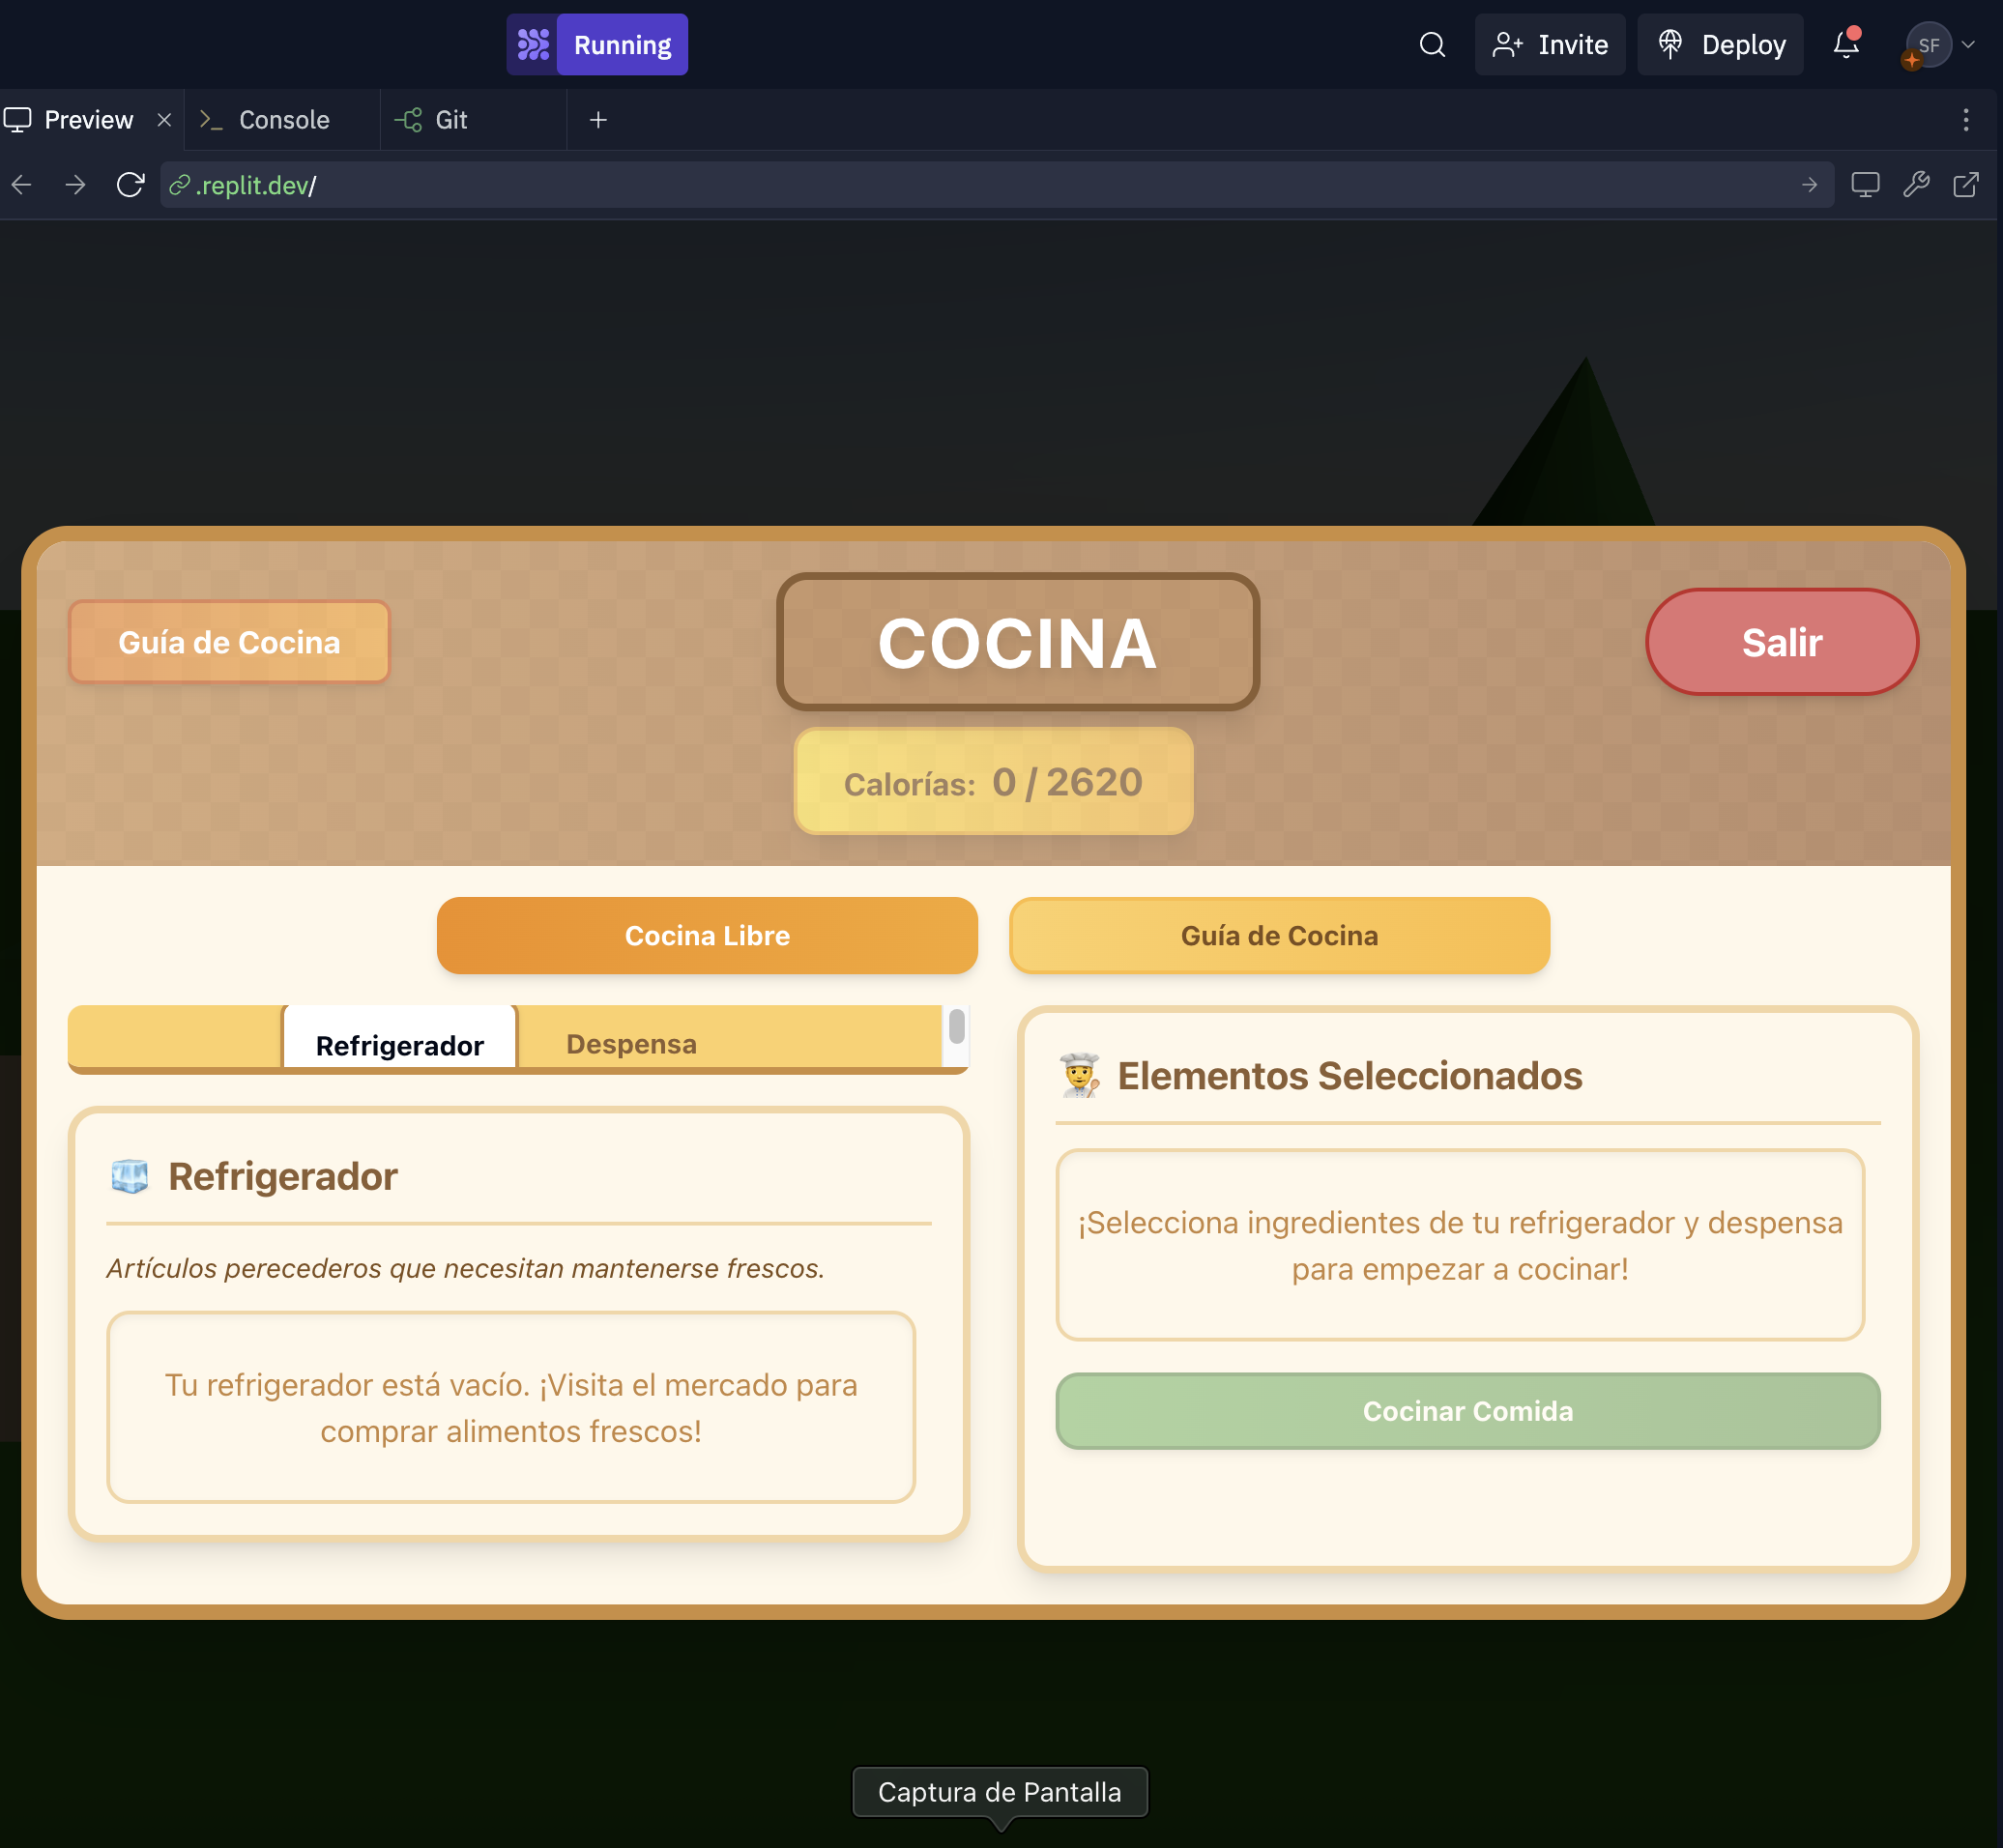 Running
Invite
Deploy
SF
Preview
Console
Git
.replit.dev/
Guía de Cocina
COCINA
Salir
Calorías: 0 / 2620
Cocina Libre
Guía de Cocina
Refrigerador
Despensa
Refrigerador
Artículos perecederos que necesitan mantenerse frescos.
Tu refrigerador está vacío. ¡Visita el mercado para
comprar alimentos frescos!
Elementos Seleccionados
¡Selecciona ingredientes de tu refrigerador y despensa
para empezar a cocinar!
Cocinar Comida
Captura de Pantalla